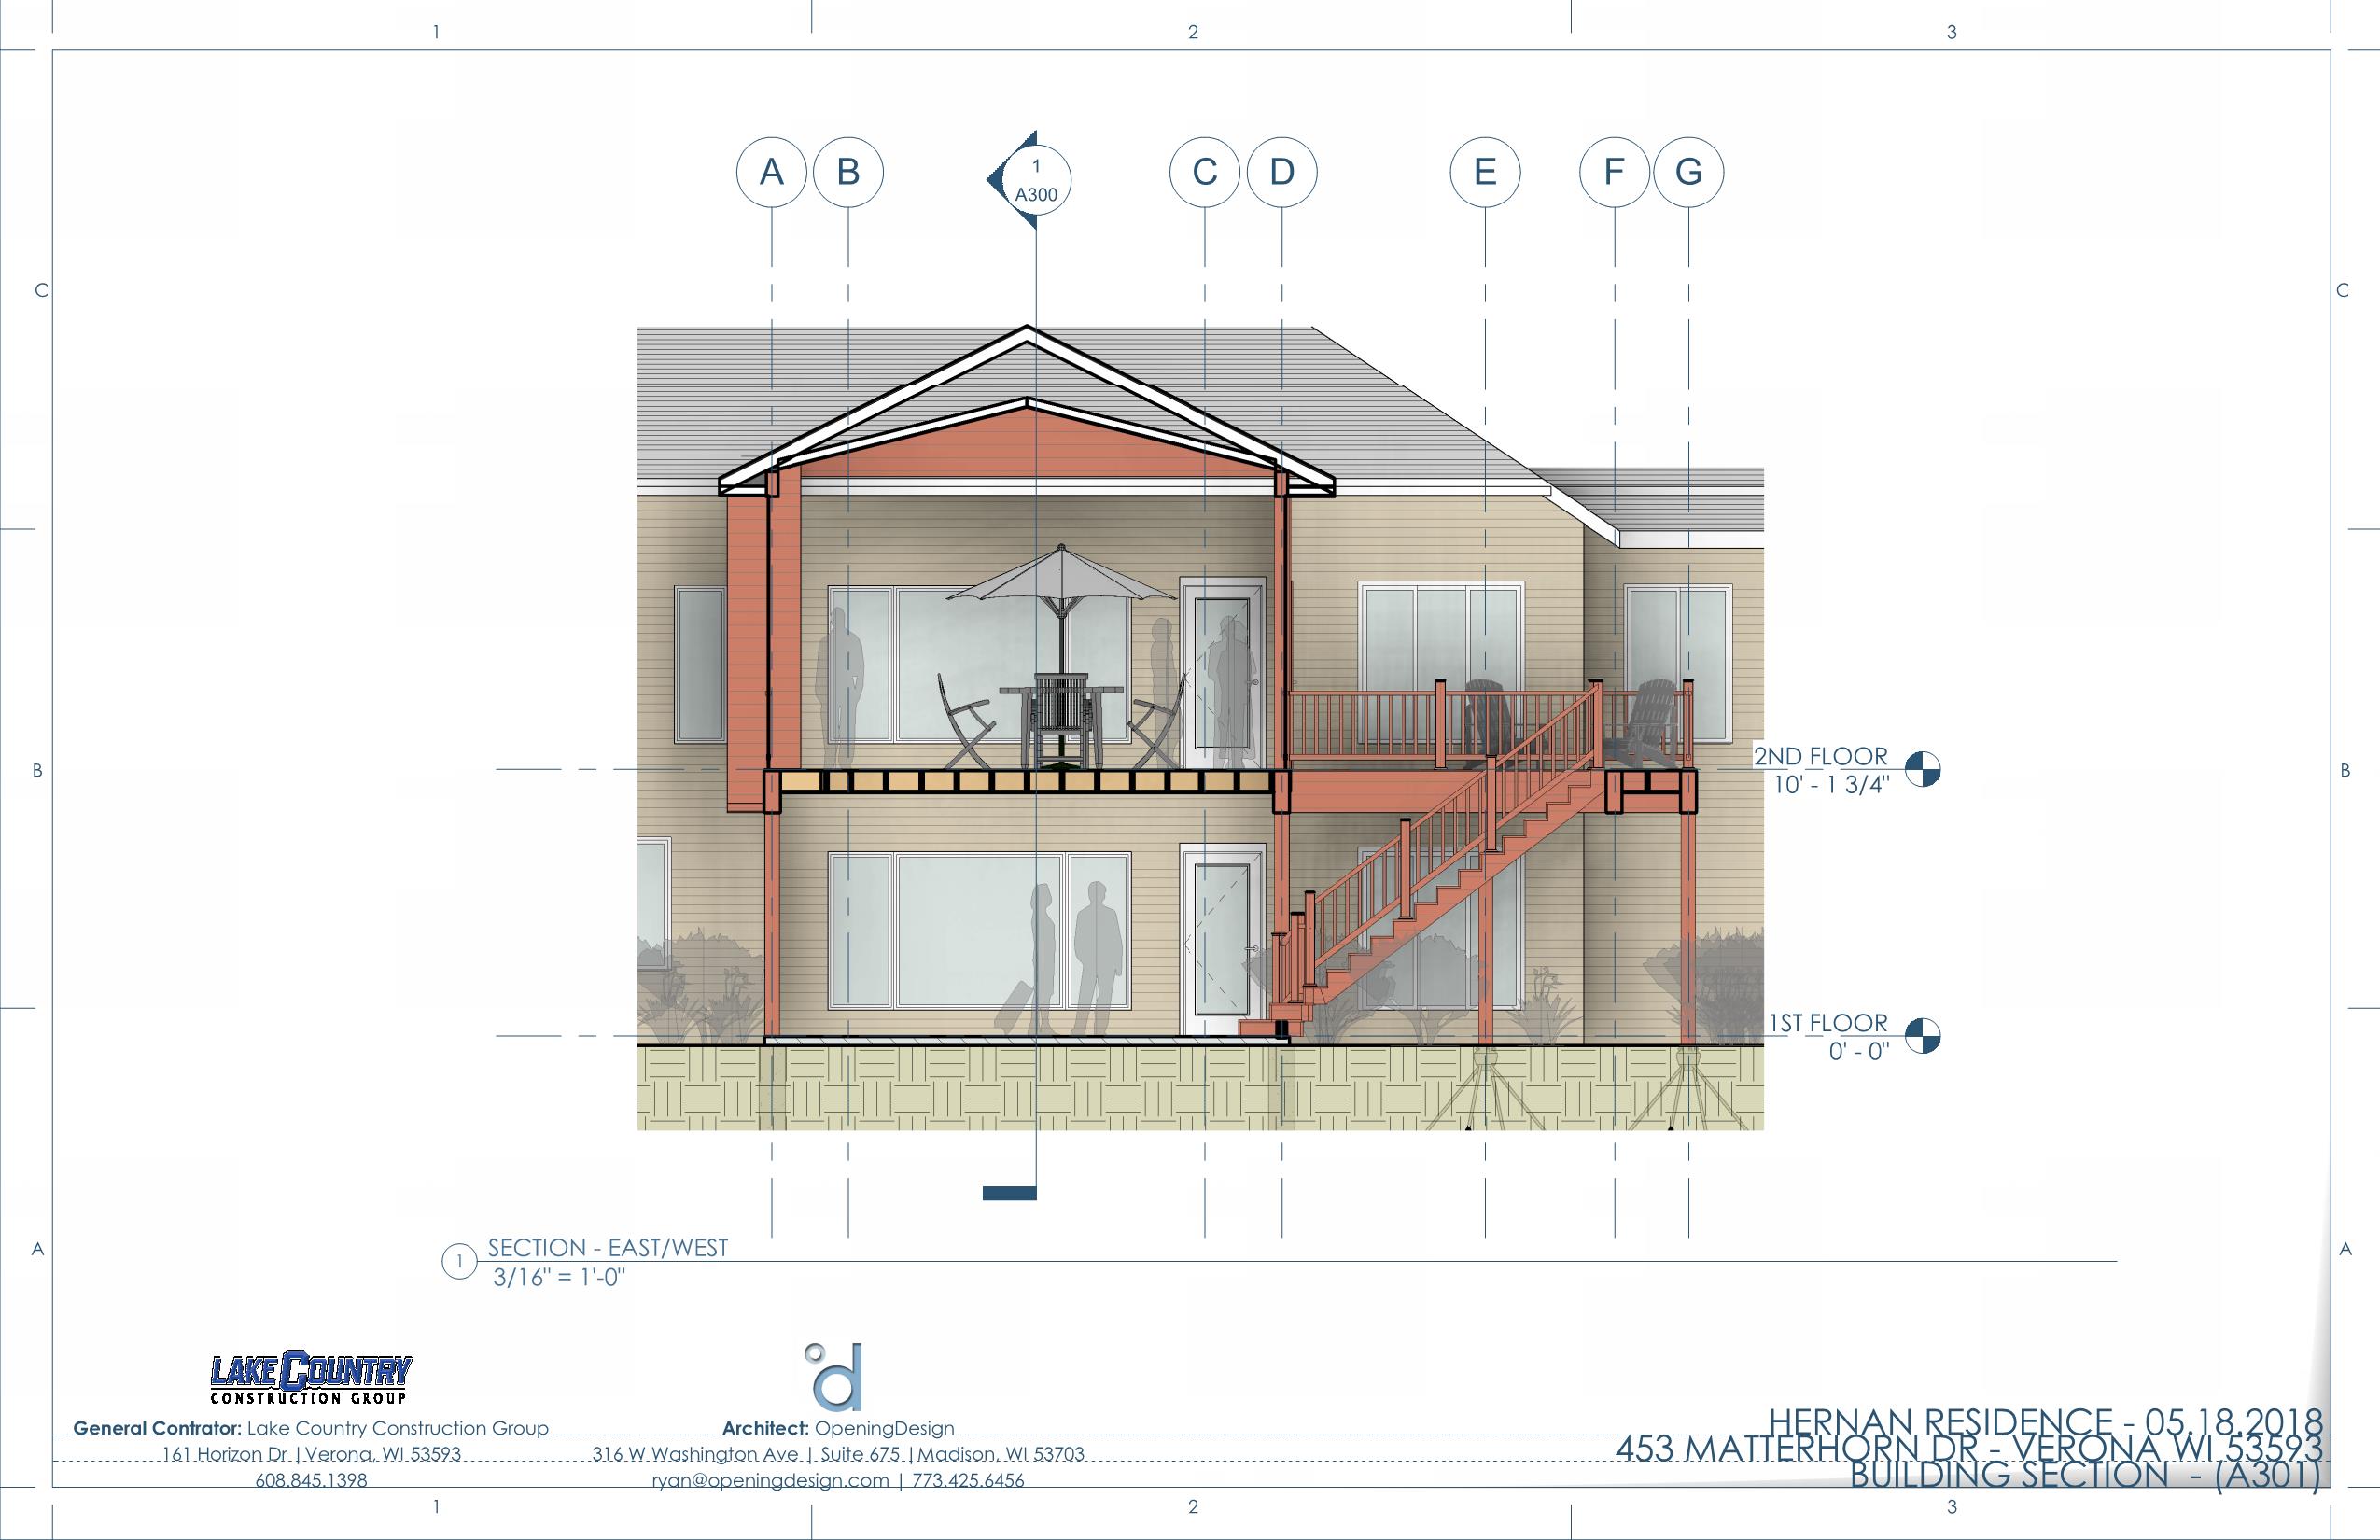 1 2 3
A B 1 C D E F G
A300
C C
2ND FLOOR
10' - 1 3/4"
B B
1ST FLOOR
0' - 0"
1 SECTION - EAST/WEST
3/16" = 1'-0"
A A
LAKE COUNTRY
CONSTRUCTION GROUP
d
General Contrator: Lake Country Construction Group
161 Horizon Dr | Verona, WI 53593
608.845.1398
Architect: OpeningDesign
316 W Washington Ave | Suite 675 | Madison, WI 53703
ryan@openingdesign.com | 773.425.6456
HERNAN RESIDENCE - 05.18.2018
453 MATTERHORN DR - VERONA WI 53593
BUILDING SECTION - (A301)
1 2 3